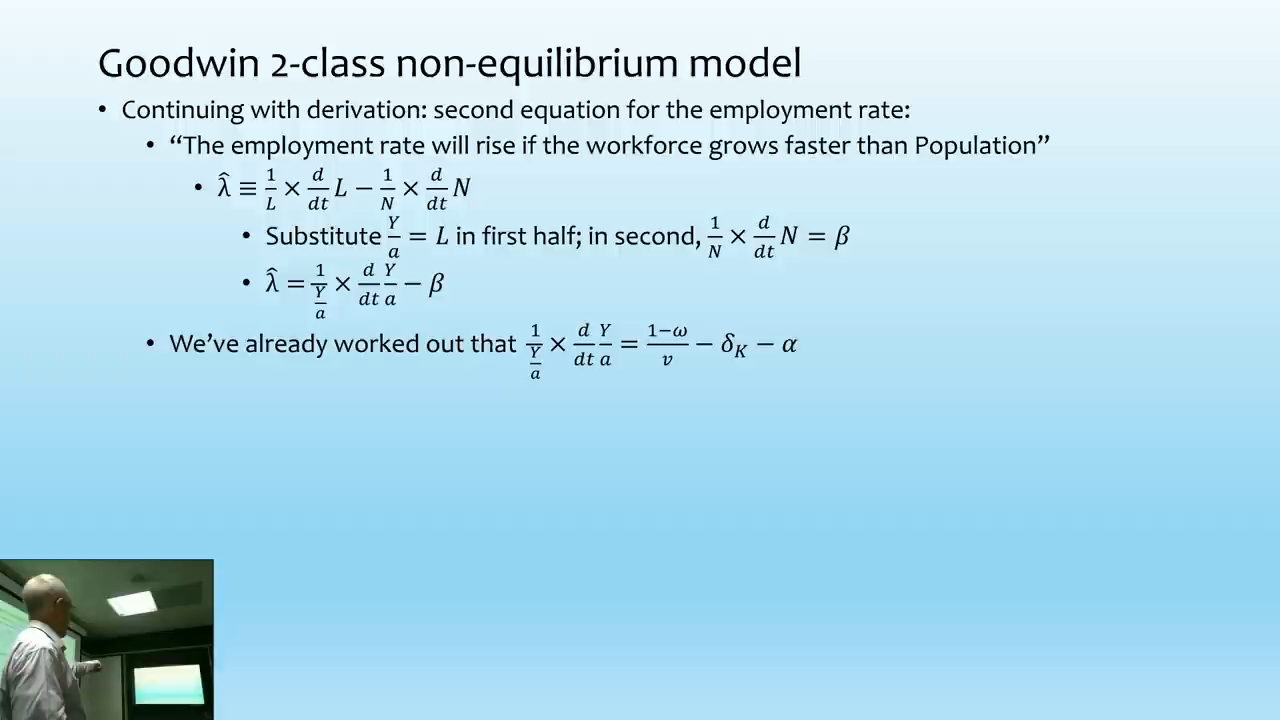 Goodwin 2-class non-equilibrium model
• Continuing with derivation: second equation for the employment rate:
• “The employment rate will rise if the workforce grows faster than Population”
• λ̂ ≡ 1/L × d/dt L − 1/N × d/dt N
• Substitute Y/a = L in first half; in second, 1/N × d/dt N = β
• λ̂ = 1/(Y/a) × d/dt Y/a − β
• We’ve already worked out that 1/(Y/a) × d/dt Y/a = (1−ω)/v − δ_K − α